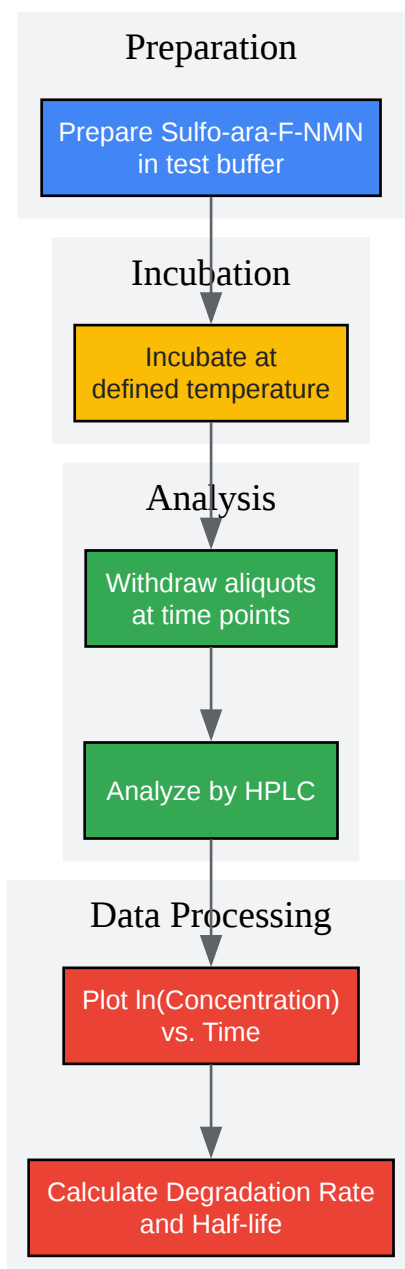 Preparation
Prepare Sulfo-ara-F-NMN
in test buffer
Incubation
Incubate at
defined temperature
Analysis
Withdraw aliquots
at time points
Analyze by HPLC
Data Processing
Plot ln(Concentration)
vs. Time
Calculate Degradation Rate
and Half-life